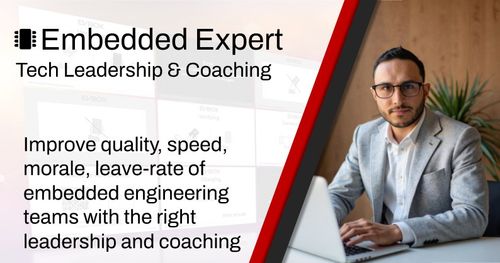 Embedded Expert
Tech Leadership & Coaching
Improve quality, speed,
morale, leave-rate of
embedded engineering
teams with the right
leadership and coaching